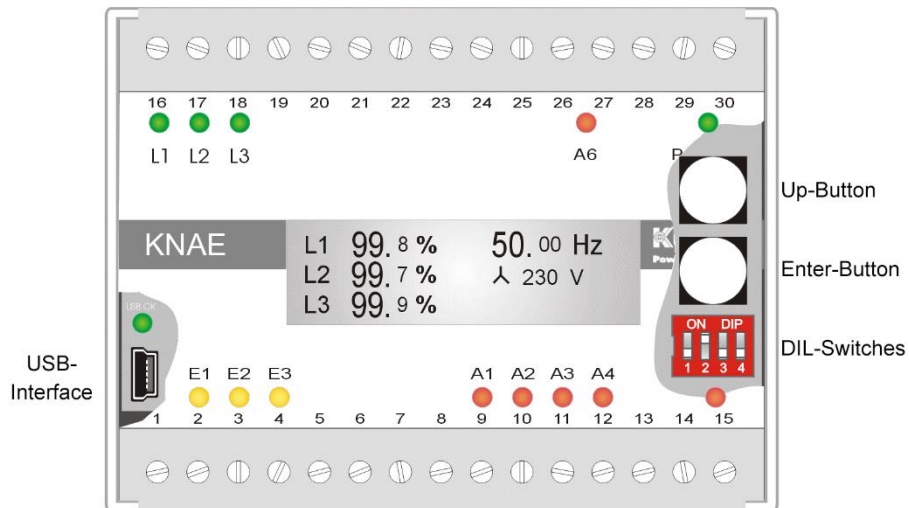 16 17 18 19 20 21 22 23 24 25 26 27 28 29 30
L1 L2 L3 A6
Up-Button
KNAE
L1 99.8 % 50.00 Hz
L2 99.7 % 230 V
L3 99.9 %
Enter-Button
USB OK
ON DIP
1 2 3 4
DIL-Switches
USB-
Interface
E1 E2 E3 A1 A2 A3 A4
1 2 3 4 5 6 7 8 9 10 11 12 13 14 15